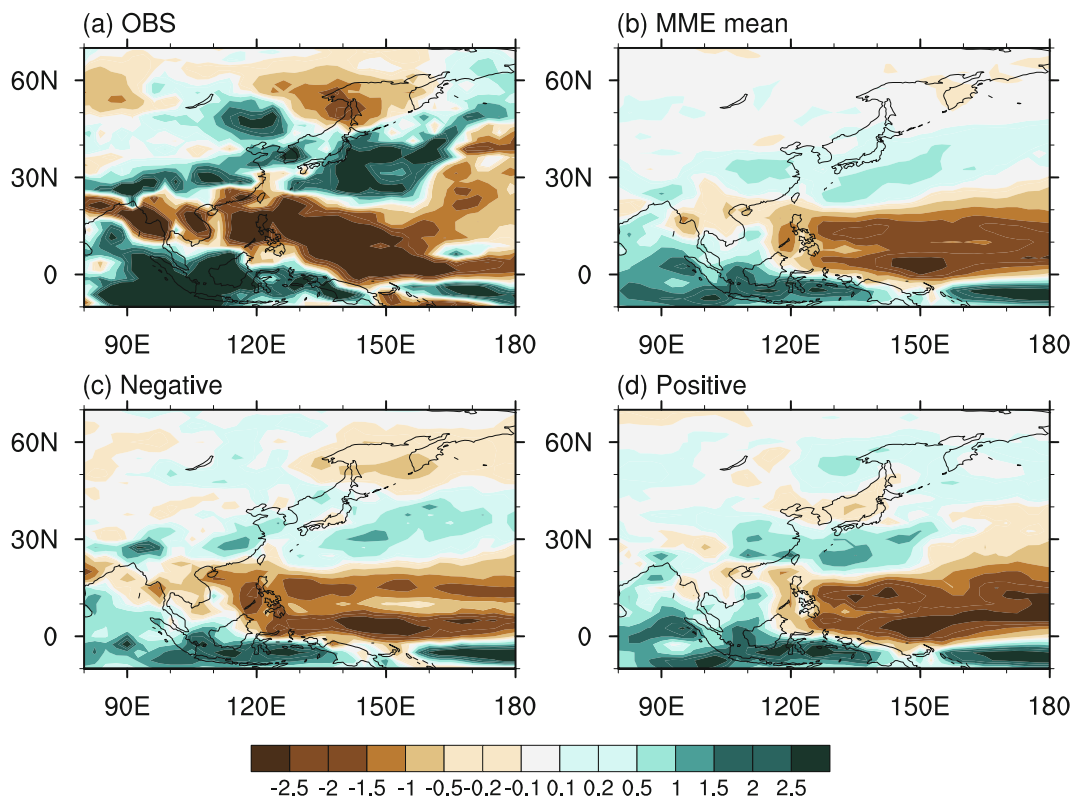 (a) OBS
(b) MME mean
60N
30N
0
90E 120E 150E 180
60N
30N
0
90E 120E 150E 180
(c) Negative
(d) Positive
60N
30N
0
90E 120E 150E 180
60N
30N
0
90E 120E 150E 180
-2.5 -2 -1.5 -1 -0.5 -0.2 -0.1 0.1 0.2 0.5 1 1.5 2 2.5